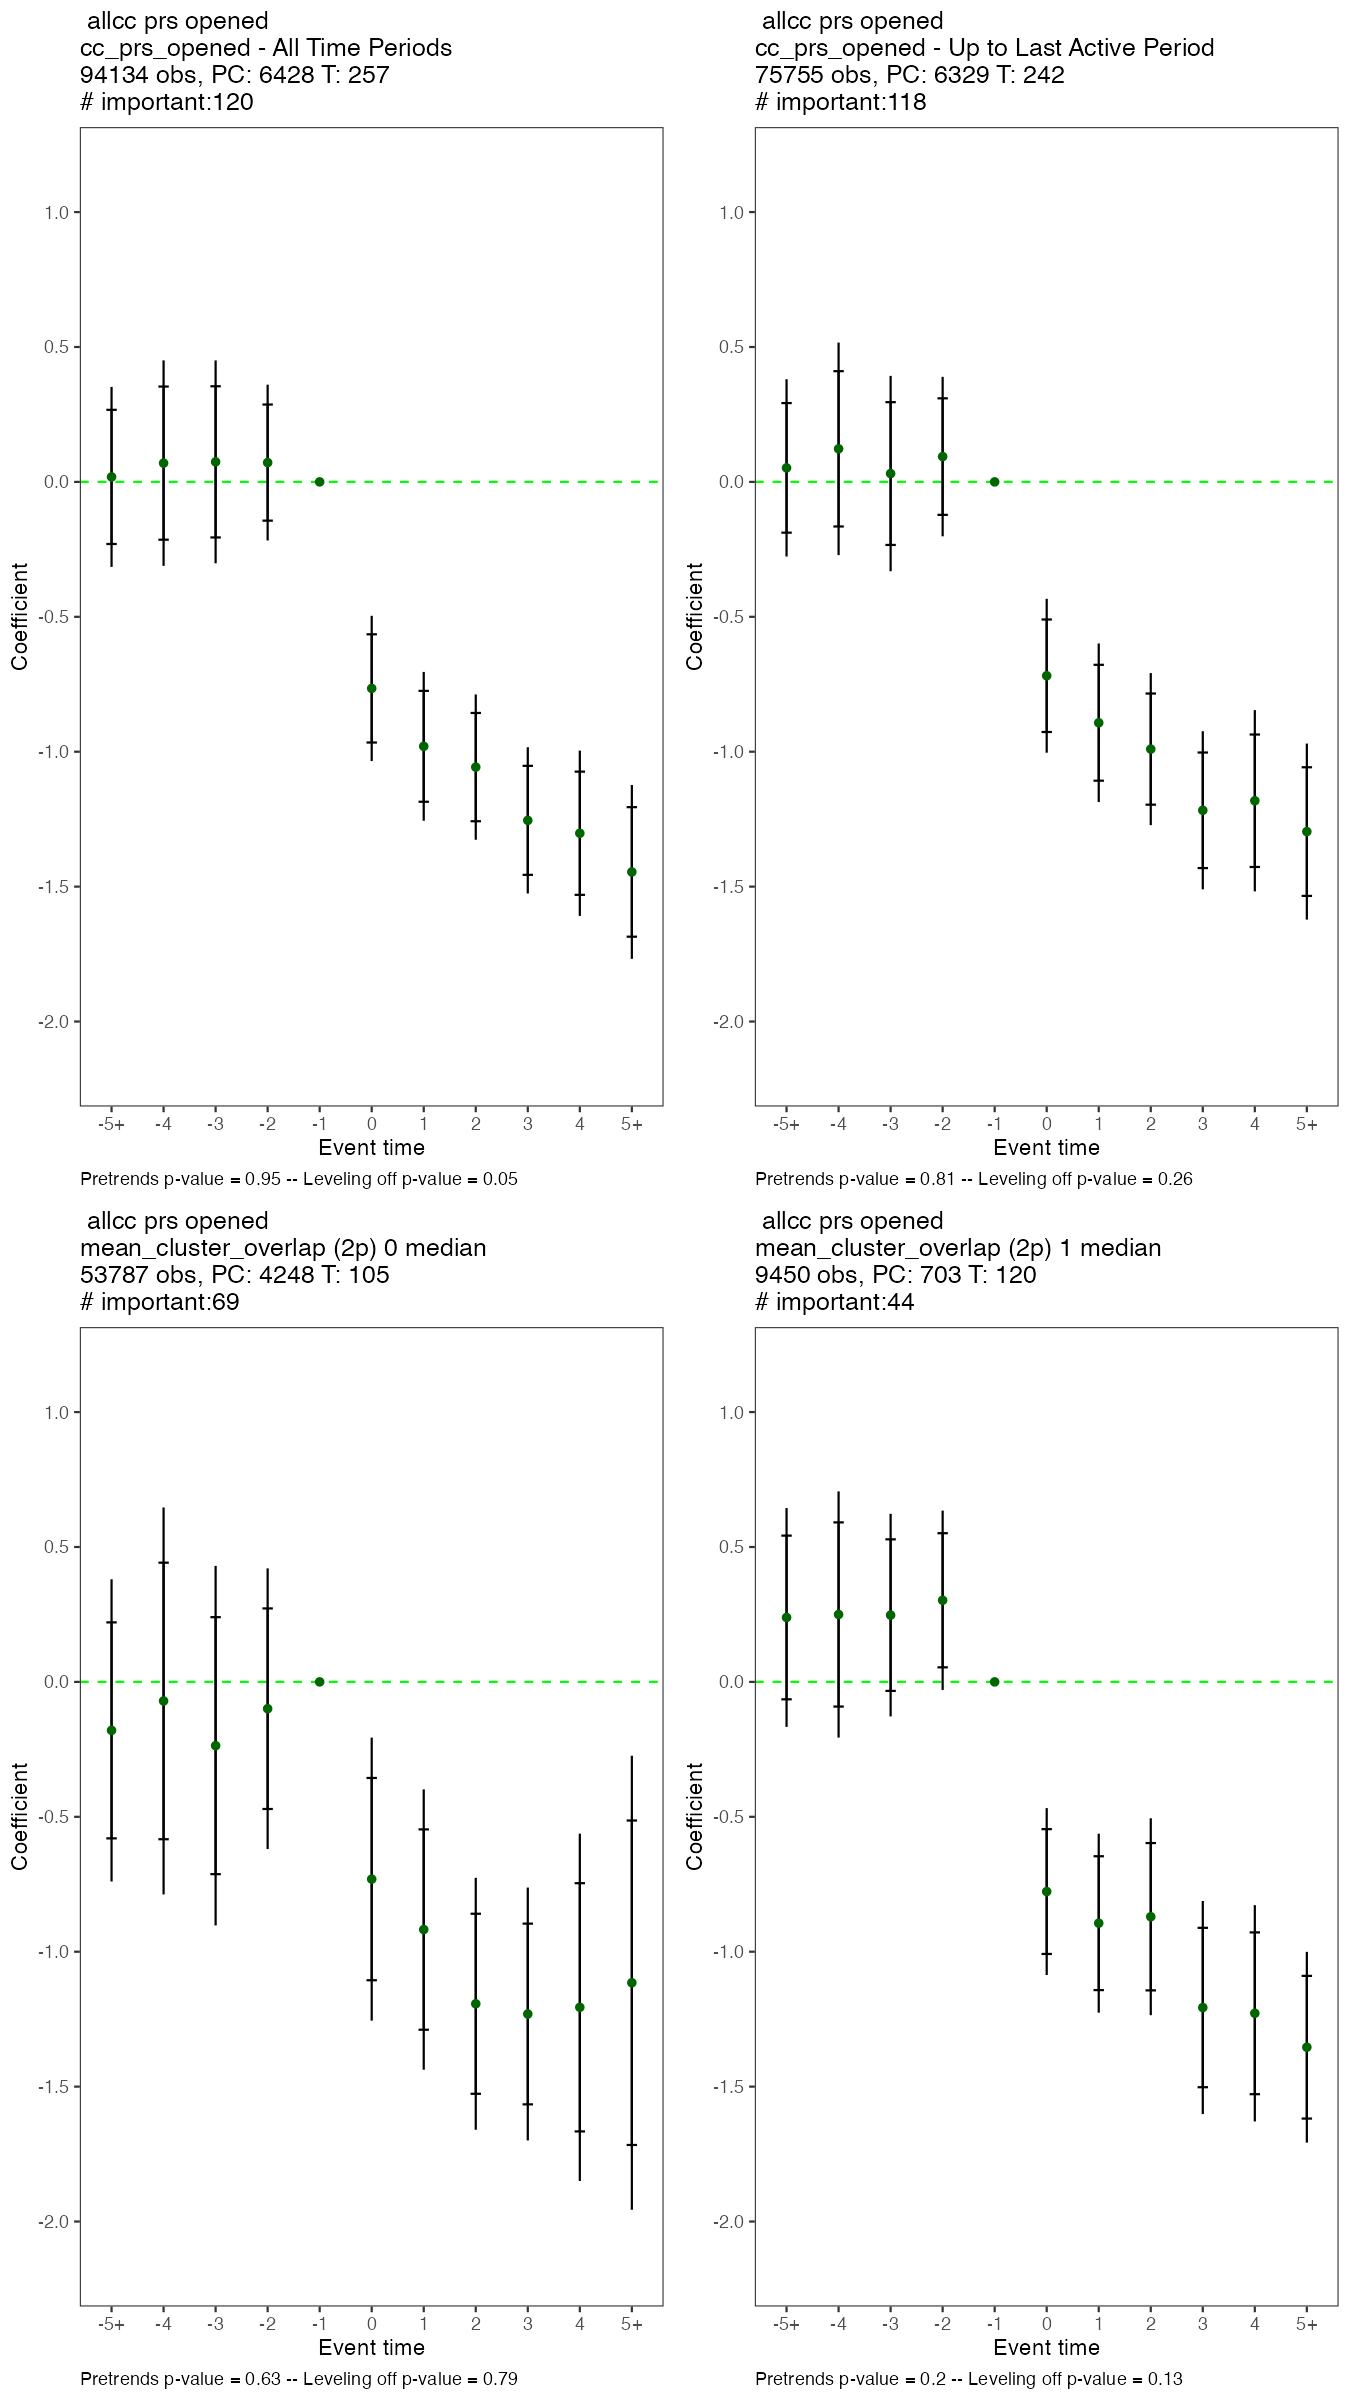 allcc prs opened
cc_prs_opened - All Time Periods
94134 obs, PC: 6428 T: 257
# important:120
1.0
0.5
0.0
-0.5
-1.0
-1.5
-2.0
Coefficient
-5+ -4 -3 -2 -1 0 1 2 3 4 5+
Event time
Pretrends p-value = 0.95 -- Leveling off p-value = 0.05
allcc prs opened
cc_prs_opened - Up to Last Active Period
75755 obs, PC: 6329 T: 242
# important:118
1.0
0.5
0.0
-0.5
-1.0
-1.5
-2.0
Coefficient
-5+ -4 -3 -2 -1 0 1 2 3 4 5+
Event time
Pretrends p-value = 0.81 -- Leveling off p-value = 0.26
allcc prs opened
mean_cluster_overlap (2p) 0 median
53787 obs, PC: 4248 T: 105
# important:69
1.0
0.5
0.0
-0.5
-1.0
-1.5
-2.0
Coefficient
-5+ -4 -3 -2 -1 0 1 2 3 4 5+
Event time
Pretrends p-value = 0.63 -- Leveling off p-value = 0.79
allcc prs opened
mean_cluster_overlap (2p) 1 median
9450 obs, PC: 703 T: 120
# important:44
1.0
0.5
0.0
-0.5
-1.0
-1.5
-2.0
Coefficient
-5+ -4 -3 -2 -1 0 1 2 3 4 5+
Event time
Pretrends p-value = 0.2 -- Leveling off p-value = 0.13